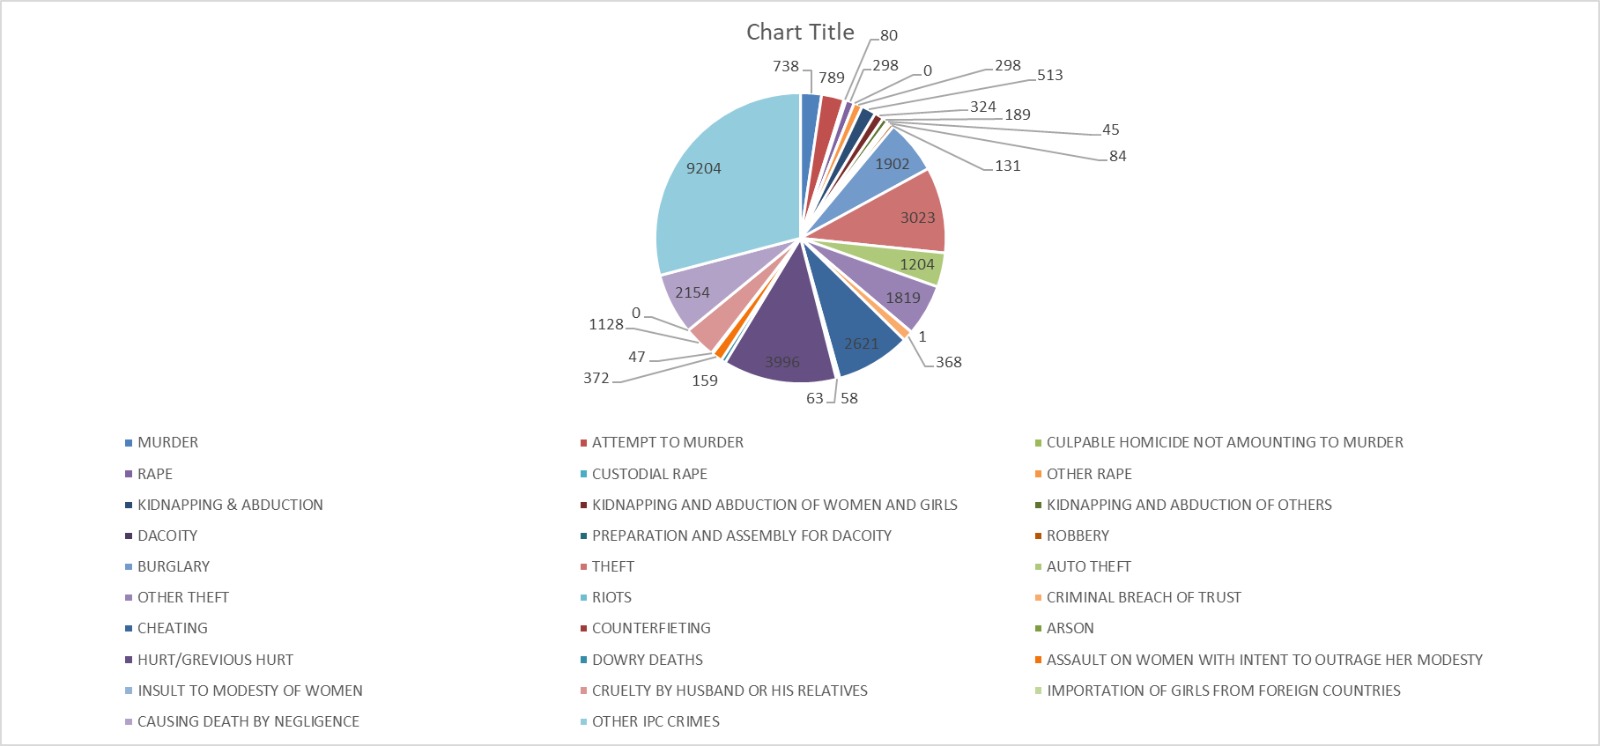 Chart Title
80
738
789
298
0
298
513
324
189
45
84
131
1902
9204
3023
1204
1819
2154
0
1128
47
372
159
3996
2621
1
368
63
58
MURDER
ATTEMPT TO MURDER
CULPABLE HOMICIDE NOT AMOUNTING TO MURDER
RAPE
CUSTODIAL RAPE
OTHER RAPE
KIDNAPPING & ABDUCTION
KIDNAPPING AND ABDUCTION OF WOMEN AND GIRLS
KIDNAPPING AND ABDUCTION OF OTHERS
DACOITY
PREPARATION AND ASSEMBLY FOR DACOITY
ROBBERY
BURGLARY
THEFT
AUTO THEFT
OTHER THEFT
RIOTS
CRIMINAL BREACH OF TRUST
CHEATING
COUNTERFIETING
ARSON
HURT/GREVIOUS HURT
DOWRY DEATHS
ASSAULT ON WOMEN WITH INTENT TO OUTRAGE HER MODESTY
INSULT TO MODESTY OF WOMEN
CRUELTY BY HUSBAND OR HIS RELATIVES
IMPORTATION OF GIRLS FROM FOREIGN COUNTRIES
CAUSING DEATH BY NEGLIGENCE
OTHER IPC CRIMES